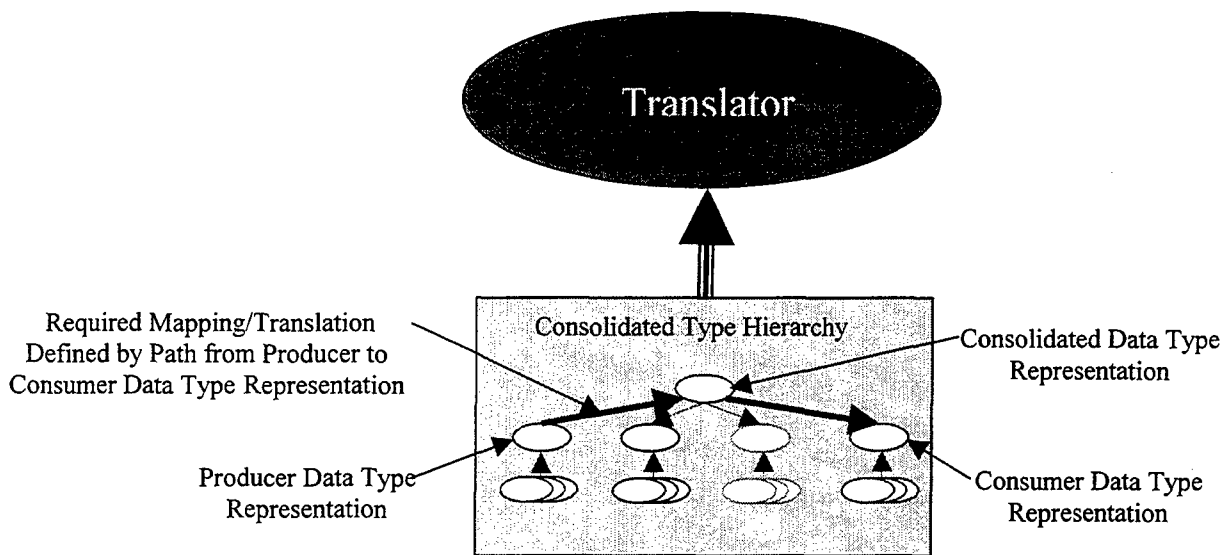 Translator
Required Mapping/Translation
Defined by Path from Producer to
Consumer Data Type Representation
Consolidated Type Hierarchy
Consolidated Data Type
Representation
Producer Data Type
Representation
Consumer Data Type
Representation